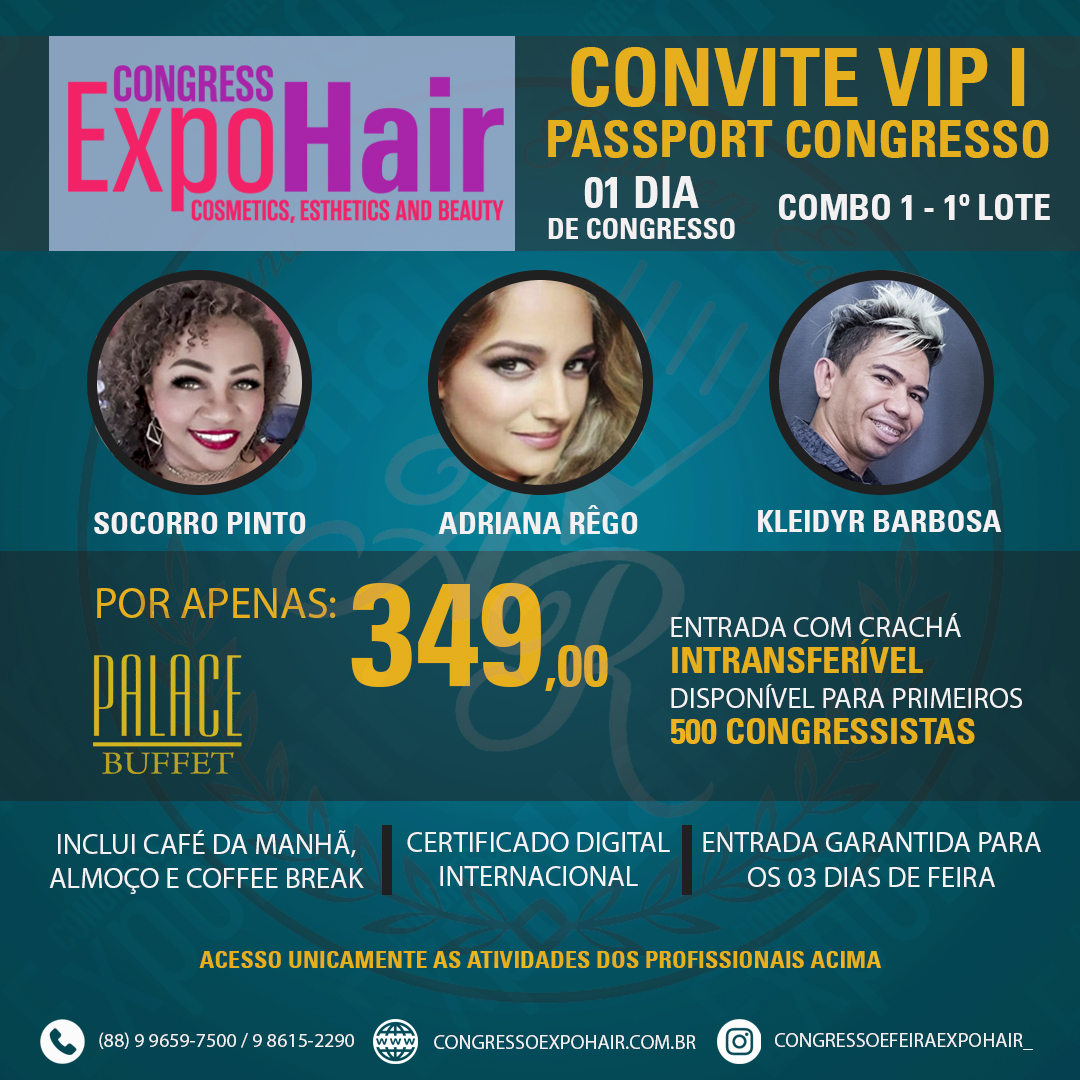 CONGRESS
ExpoHair
COSMETICS, ESTHETICS AND BEAUTY
CONVITE VIP I
PASSPORT CONGRESSO
01 DIA
DE CONGRESSO
COMBO 1 - 1º LOTE
SOCORRO PINTO
ADRIANA RÊGO
KLEIDYR BARBOSA
POR APENAS:
349,00
PALACE
BUFFET
ENTRADA COM CRACHÁ
INTRANSFERÍVEL
DISPONÍVEL PARA PRIMEIROS
500 CONGRESSISTAS
INCLUI CAFÉ DA MANHÃ,
ALMOÇO E COFFEE BREAK
CERTIFICADO DIGITAL
INTERNACIONAL
ENTRADA GARANTIDA PARA
OS 03 DIAS DE FEIRA
ACESSO UNICAMENTE AS ATIVIDADES DOS PROFISSIONAIS ACIMA
(88) 9 9659-7500 / 9 8615-2290
WWW
CONGRESSOEXPOHAIR.COM.BR
CONGRESSOEFEIRAEXPOHAIR_